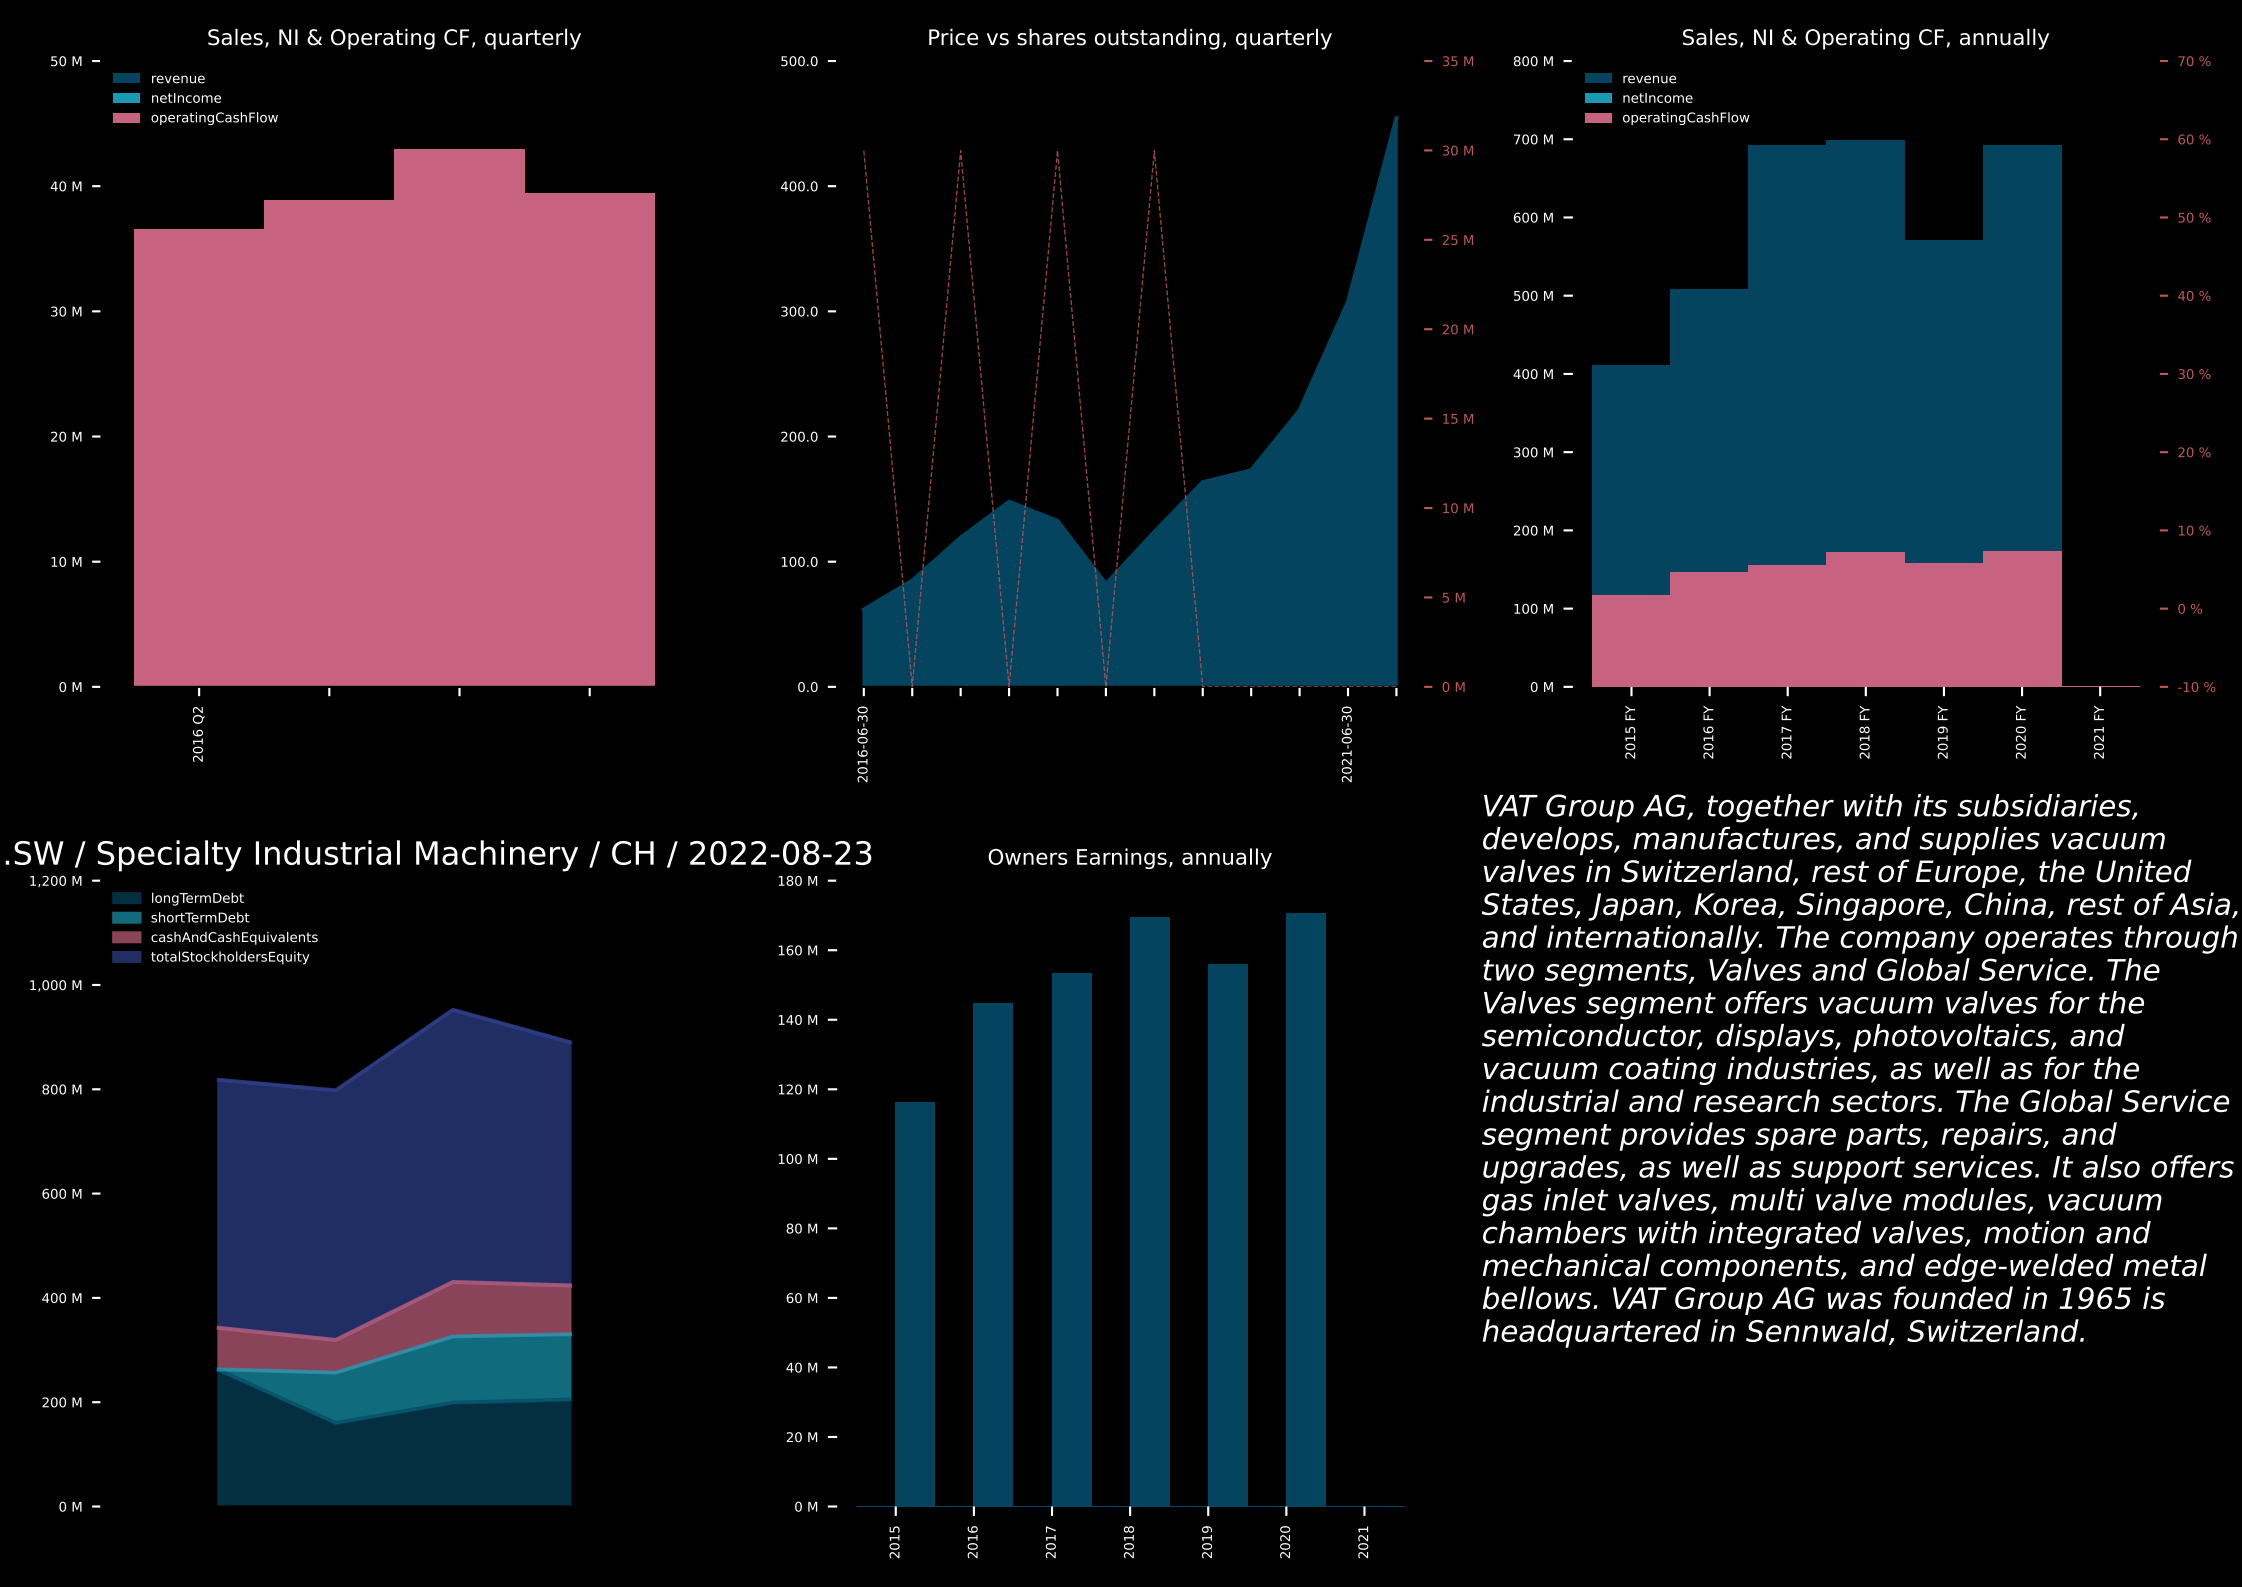 Sales, NI & Operating CF, quarterly
50 M
40 M
30 M
20 M
10 M
0 M
revenue
netIncome
operatingCashFlow
2016 Q2
Price vs shares outstanding, quarterly
500.0
400.0
300.0
200.0
100.0
0.0
35 M
30 M
25 M
20 M
15 M
10 M
5 M
0 M
2016-06-30
2021-06-30
Sales, NI & Operating CF, annually
800 M
700 M
600 M
500 M
400 M
300 M
200 M
100 M
0 M
revenue
netIncome
operatingCashFlow
70 %
60 %
50 %
40 %
30 %
20 %
10 %
0 %
-10 %
2015 FY
2016 FY
2017 FY
2018 FY
2019 FY
2020 FY
2021 FY
.SW / Specialty Industrial Machinery / CH / 2022-08-23
1,200 M
1,000 M
800 M
600 M
400 M
200 M
0 M
longTermDebt
shortTermDebt
cashAndCashEquivalents
totalStockholdersEquity
Owners Earnings, annually
180 M
160 M
140 M
120 M
100 M
80 M
60 M
40 M
20 M
0 M
2015
2016
2017
2018
2019
2020
2021
VAT Group AG, together with its subsidiaries,
develops, manufactures, and supplies vacuum
valves in Switzerland, rest of Europe, the United
States, Japan, Korea, Singapore, China, rest of Asia,
and internationally. The company operates through
two segments, Valves and Global Service. The
Valves segment offers vacuum valves for the
semiconductor, displays, photovoltaics, and
vacuum coating industries, as well as for the
industrial and research sectors. The Global Service
segment provides spare parts, repairs, and
upgrades, as well as support services. It also offers
gas inlet valves, multi valve modules, vacuum
chambers with integrated valves, motion and
mechanical components, and edge-welded metal
bellows. VAT Group AG was founded in 1965 is
headquartered in Sennwald, Switzerland.